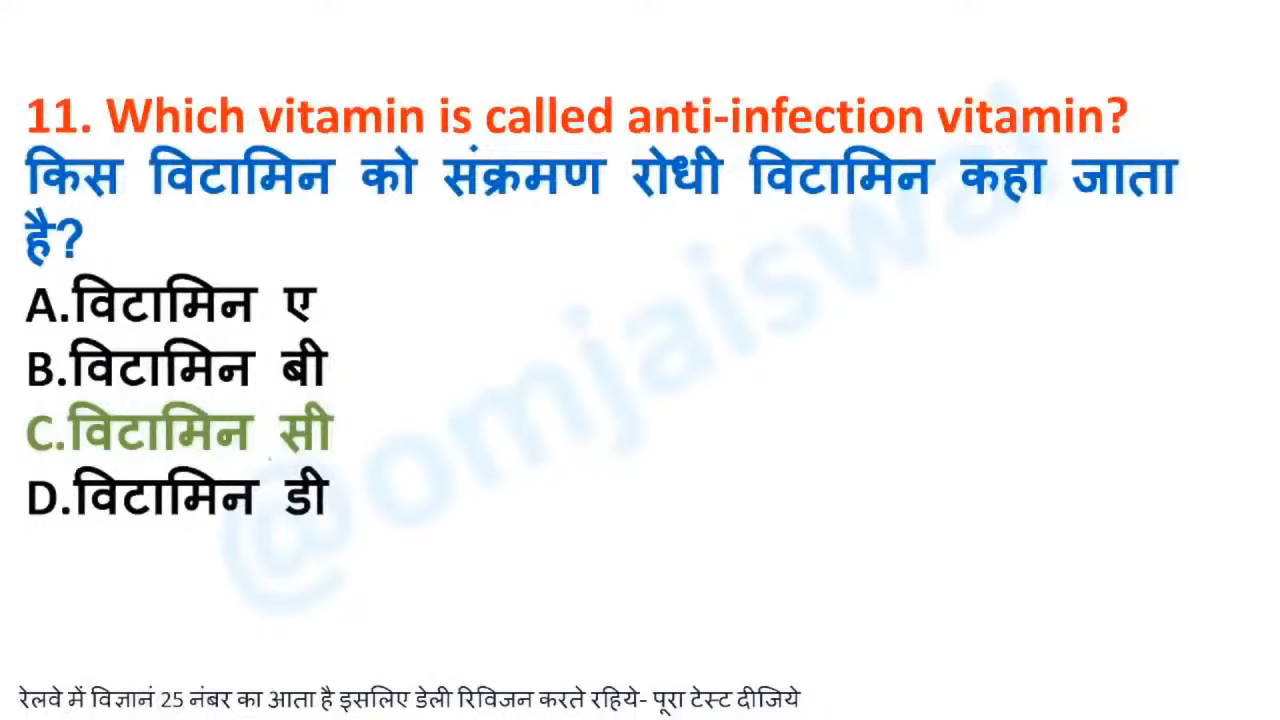 11. Which vitamin is called anti-infection vitamin?
किस विटामिन को संक्रमण रोधी विटामिन कहा जाता
है?
A.विटामिन ए
B.विटामिन बी
C.विटामिन सी
D.विटामिन डी
@omjaiswal
रेलवे में विज्ञानं 25 नंबर का आता है इसलिए डेली रिविजन करते रहिये- पूरा टेस्ट दीजिये